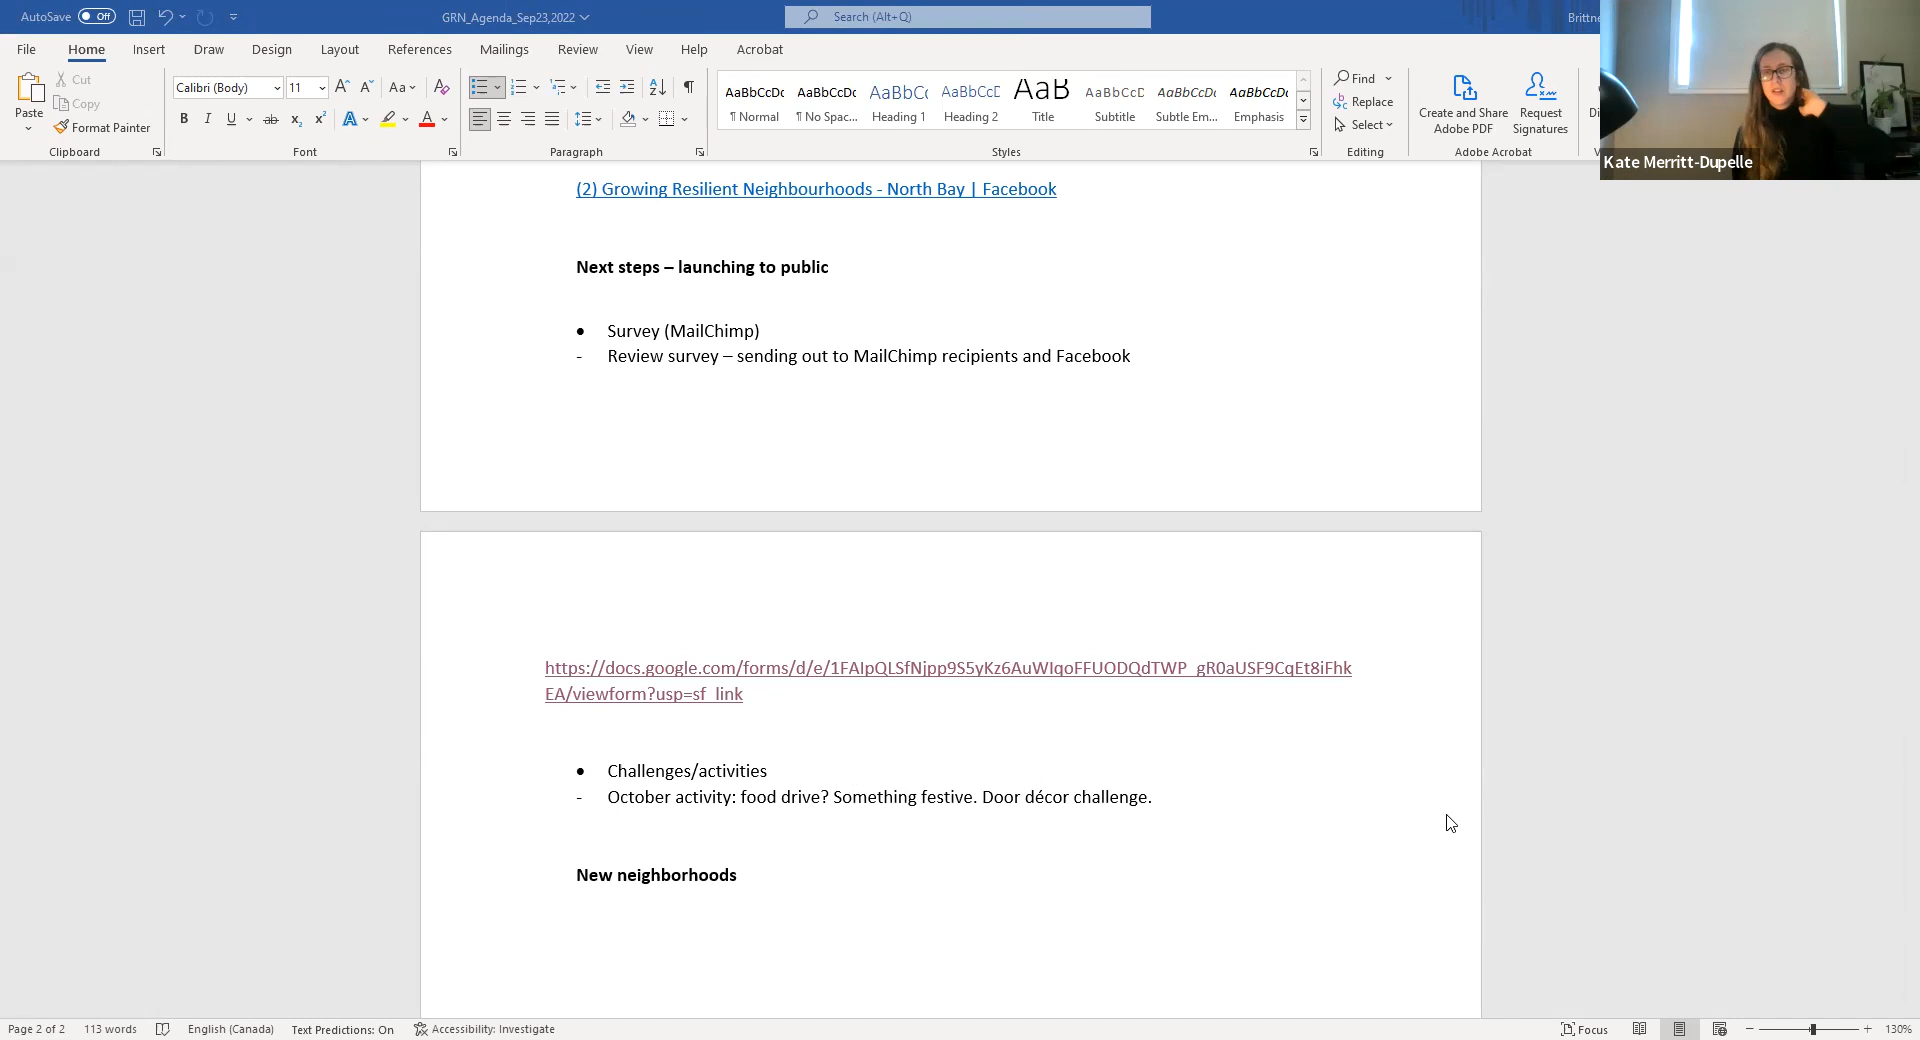 AutoSave Off
GRN_Agenda_Sep23,2022
Search (Alt+Q)
File Home Insert Draw Design Layout References Mailings Review View Help Acrobat
Paste
Cut
Copy
Format Painter
Clipboard
Calibri (Body) 11
Font
Paragraph
AaBbCcDc AaBbCcDc AaBbC AaBbCcD AaB AaBbCcD AaBbCcDc AaBbCcDc
¶ Normal ¶ No Spac... Heading 1 Heading 2 Title Subtitle Subtle Em... Emphasis
Styles
Find
Replace
Select
Editing
Create and Share
Adobe PDF
Request
Signatures
Adobe Acrobat
Kate Merritt-Dupelle
(2) Growing Resilient Neighbourhoods - North Bay | Facebook
Next steps – launching to public
• Survey (MailChimp)
- Review survey – sending out to MailChimp recipients and Facebook
https://docs.google.com/forms/d/e/1FAIpQLSfNjpp9S5yKz6AuWIqoFFUODQdTWP_gR0aUSF9CqEt8iFhk
EA/viewform?usp=sf_link
• Challenges/activities
- October activity: food drive? Something festive. Door décor challenge.
New neighborhoods
Page 2 of 2 113 words English (Canada) Text Predictions: On Accessibility: Investigate Focus 130%